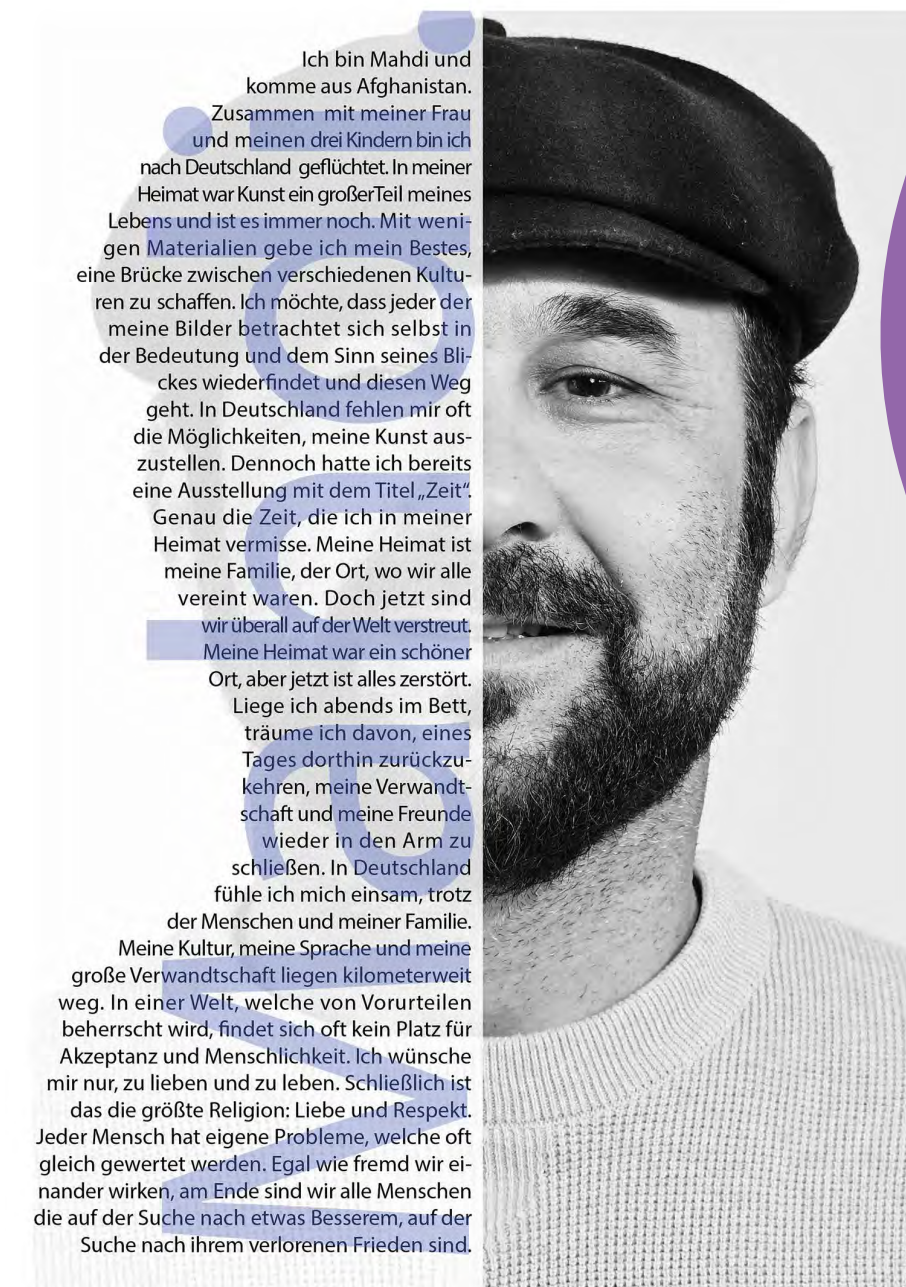 Ich bin Mahdi und
komme aus Afghanistan.
Zusammen mit meiner Frau
und meinen drei Kindern bin ich
nach Deutschland geflüchtet. In meiner
Heimat war Kunst ein großerTeil meines
Lebens und ist es immer noch. Mit weni-
gen Materialien gebe ich mein Bestes,
eine Brücke zwischen verschiedenen Kultu-
ren zu schaffen. Ich möchte, dass jeder der
meine Bilder betrachtet sich selbst in
der Bedeutung und dem Sinn seines Bli-
ckes wiederfindet und diesen Weg
geht. In Deutschland fehlen mir oft
die Möglichkeiten, meine Kunst aus-
zustellen. Dennoch hatte ich bereits
eine Ausstellung mit dem Titel „Zeit“.
Genau die Zeit, die ich in meiner
Heimat vermisse. Meine Heimat ist
meine Familie, der Ort, wo wir alle
vereint waren. Doch jetzt sind
wir überall auf der Welt verstreut.
Meine Heimat war ein schöner
Ort, aber jetzt ist alles zerstört.
Liege ich abends im Bett,
träume ich davon, eines
Tages dorthin zurückzu-
kehren, meine Verwandt-
schaft und meine Freunde
wieder in den Arm zu
schließen. In Deutschland
fühle ich mich einsam, trotz
der Menschen und meiner Familie.
Meine Kultur, meine Sprache und meine
große Verwandtschaft liegen kilometerweit
weg. In einer Welt, welche von Vorurteilen
beherrscht wird, findet sich oft kein Platz für
Akzeptanz und Menschlichkeit. Ich wünsche
mir nur, zu lieben und zu leben. Schließlich ist
das die größte Religion: Liebe und Respekt.
Jeder Mensch hat eigene Probleme, welche oft
gleich gewertet werden. Egal wie fremd wir ei-
nander wirken, am Ende sind wir alle Menschen
die auf der Suche nach etwas Besserem, auf der
Suche nach ihrem verlorenen Frieden sind.
Mahdi.